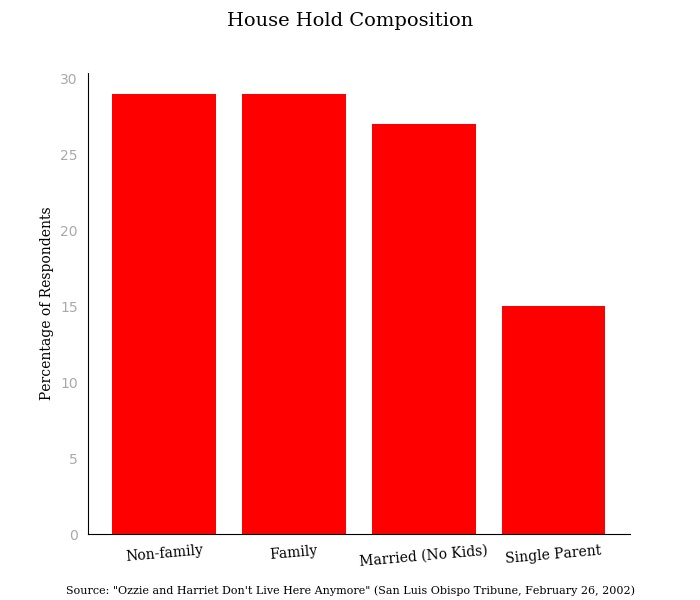 House Hold Composition
30
25
20
15
10
5
0
Percentage of Respondents
Non-family
Family
Married (No Kids)
Single Parent
Source: "Ozzie and Harriet Don't Live Here Anymore" (San Luis Obispo Tribune, February 26, 2002)